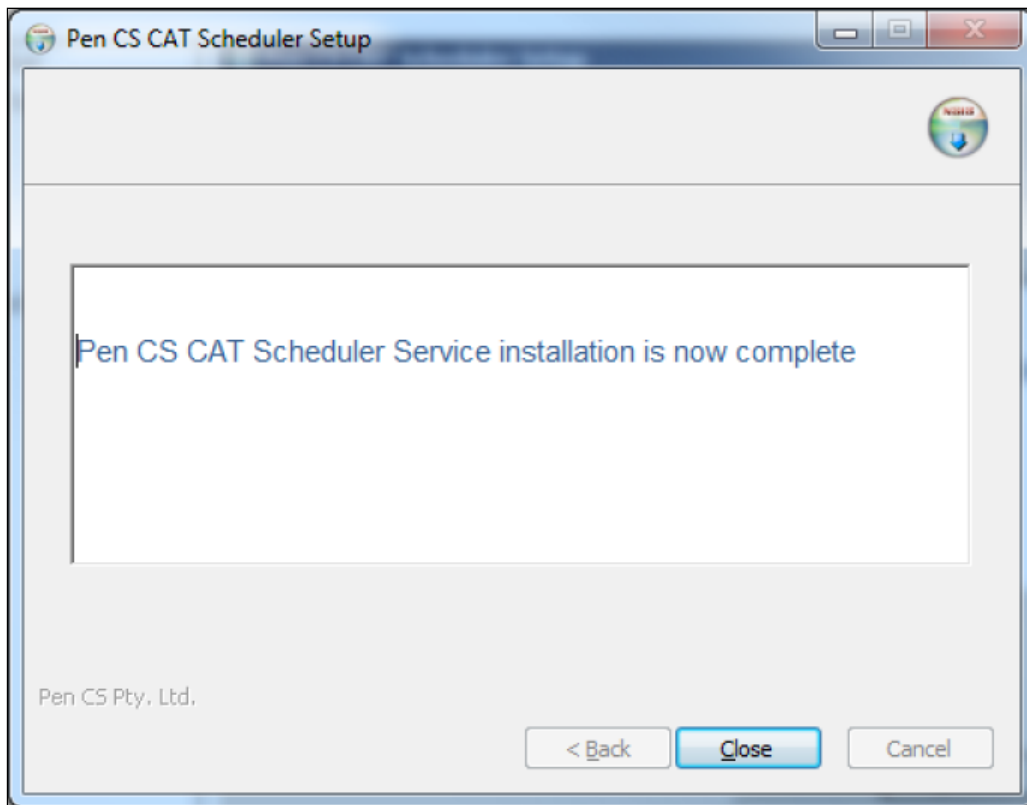 Pen CS CAT Scheduler Setup
Pen CS CAT Scheduler Service installation is now complete
Pen CS Pty. Ltd.
< Back
Close
Cancel